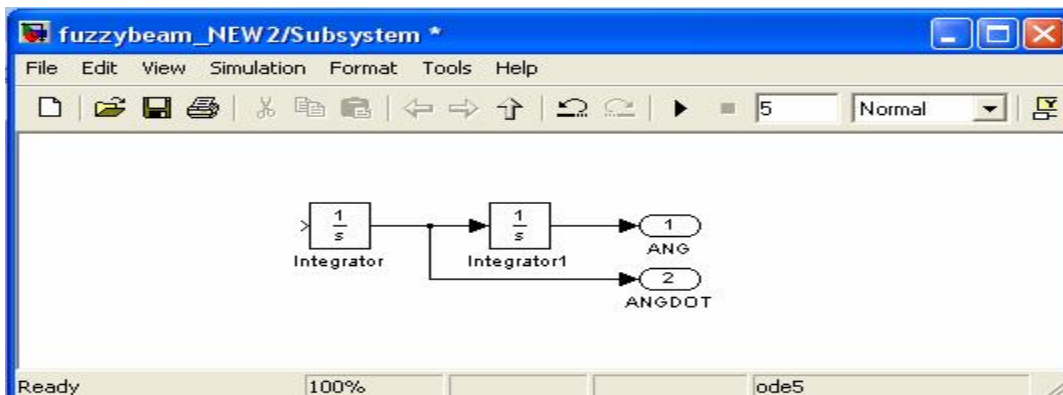 fuzzybeam_NEW2/Subsystem *
File Edit View Simulation Format Tools Help
5 Normal
1
s
Integrator
1
s
Integrator1
1
ANG
2
ANGDOT
Ready 100% ode5